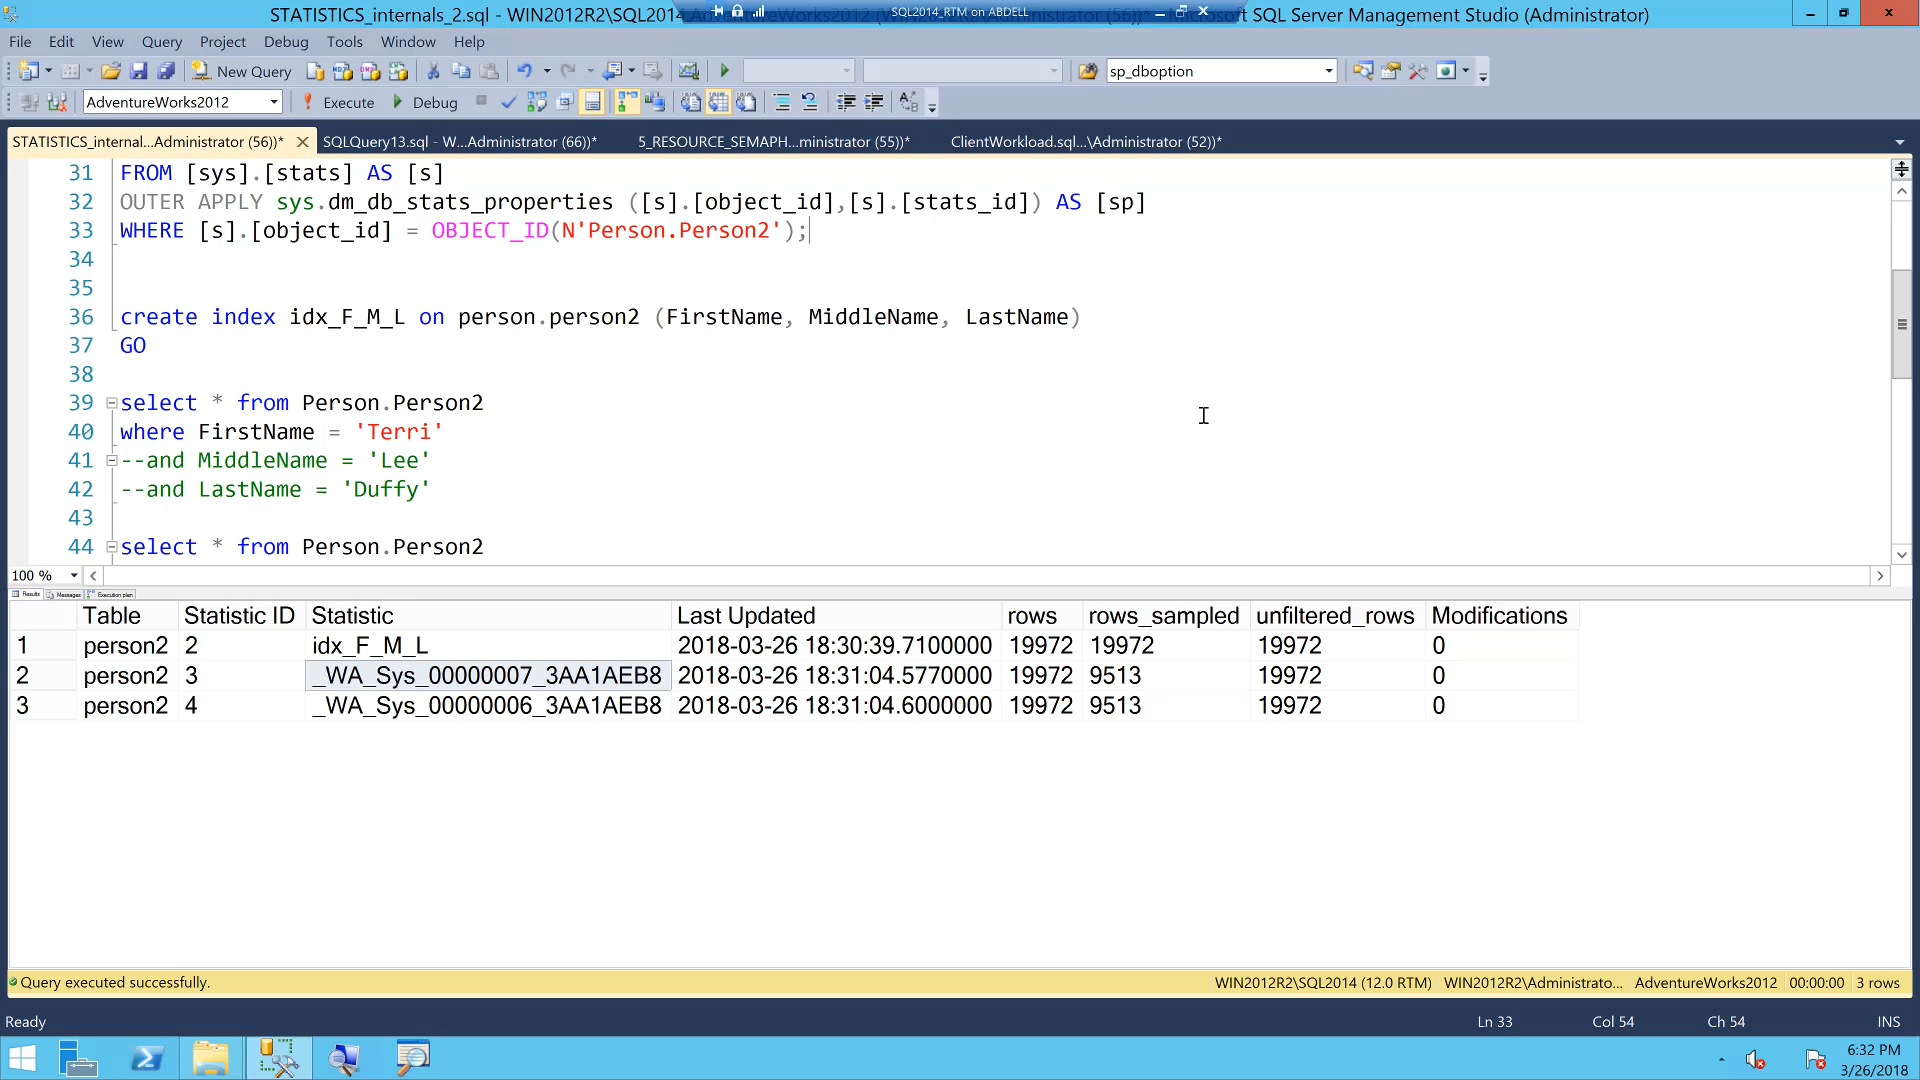 STATISTICS_internals_2.sql - WIN2012R2\SQL2014.AdventureWorks2012 (WIN2012R2\Administrator (56))* - Microsoft SQL Server Management Studio (Administrator)
SQL2014_RTM on ABDELL
File Edit View Query Project Debug Tools Window Help
New Query sp_dboption
AdventureWorks2012 Execute Debug
STATISTICS_internal...Administrator (56))* SQLQuery13.sql - W...Administrator (66))* 5_RESOURCE_SEMAPH...ministrator (55))* ClientWorkload.sql...\Administrator (52))*
31 FROM [sys].[stats] AS [s]
32 OUTER APPLY sys.dm_db_stats_properties ([s].[object_id],[s].[stats_id]) AS [sp]
33 WHERE [s].[object_id] = OBJECT_ID(N'Person.Person2');
34
35
36 create index idx_F_M_L on person.person2 (FirstName, MiddleName, LastName)
37 GO
38
39 select * from Person.Person2
40 where FirstName = 'Terri'
41 --and MiddleName = 'Lee'
42 --and LastName = 'Duffy'
43
44 select * from Person.Person2
100 %
Results Messages Execution plan
Table Statistic ID Statistic Last Updated rows rows_sampled unfiltered_rows Modifications
1 person2 2 idx_F_M_L 2018-03-26 18:30:39.7100000 19972 19972 19972 0
2 person2 3 _WA_Sys_00000007_3AA1AEB8 2018-03-26 18:31:04.5770000 19972 9513 19972 0
3 person2 4 _WA_Sys_00000006_3AA1AEB8 2018-03-26 18:31:04.6000000 19972 9513 19972 0
Query executed successfully. WIN2012R2\SQL2014 (12.0 RTM) WIN2012R2\Administrato... AdventureWorks2012 00:00:00 3 rows
Ready Ln 33 Col 54 Ch 54 INS
6:32 PM
3/26/2018